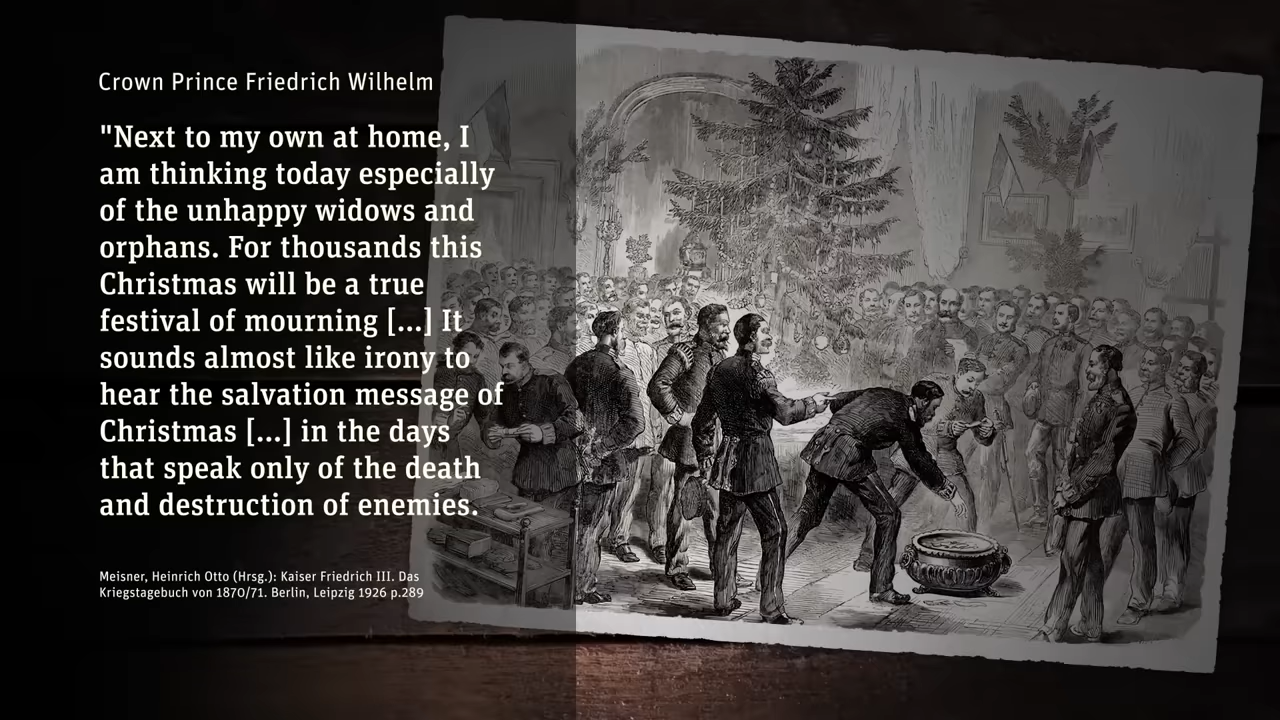 Crown Prince Friedrich Wilhelm
"Next to my own at home, I
am thinking today especially
of the unhappy widows and
orphans. For thousands this
Christmas will be a true
festival of mourning [...] It
sounds almost like irony to
hear the salvation message of
Christmas [...] in the days
that speak only of the death
and destruction of enemies.
Meisner, Heinrich Otto (Hrsg.): Kaiser Friedrich III. Das
Kriegstagebuch von 1870/71. Berlin, Leipzig 1926 p.289